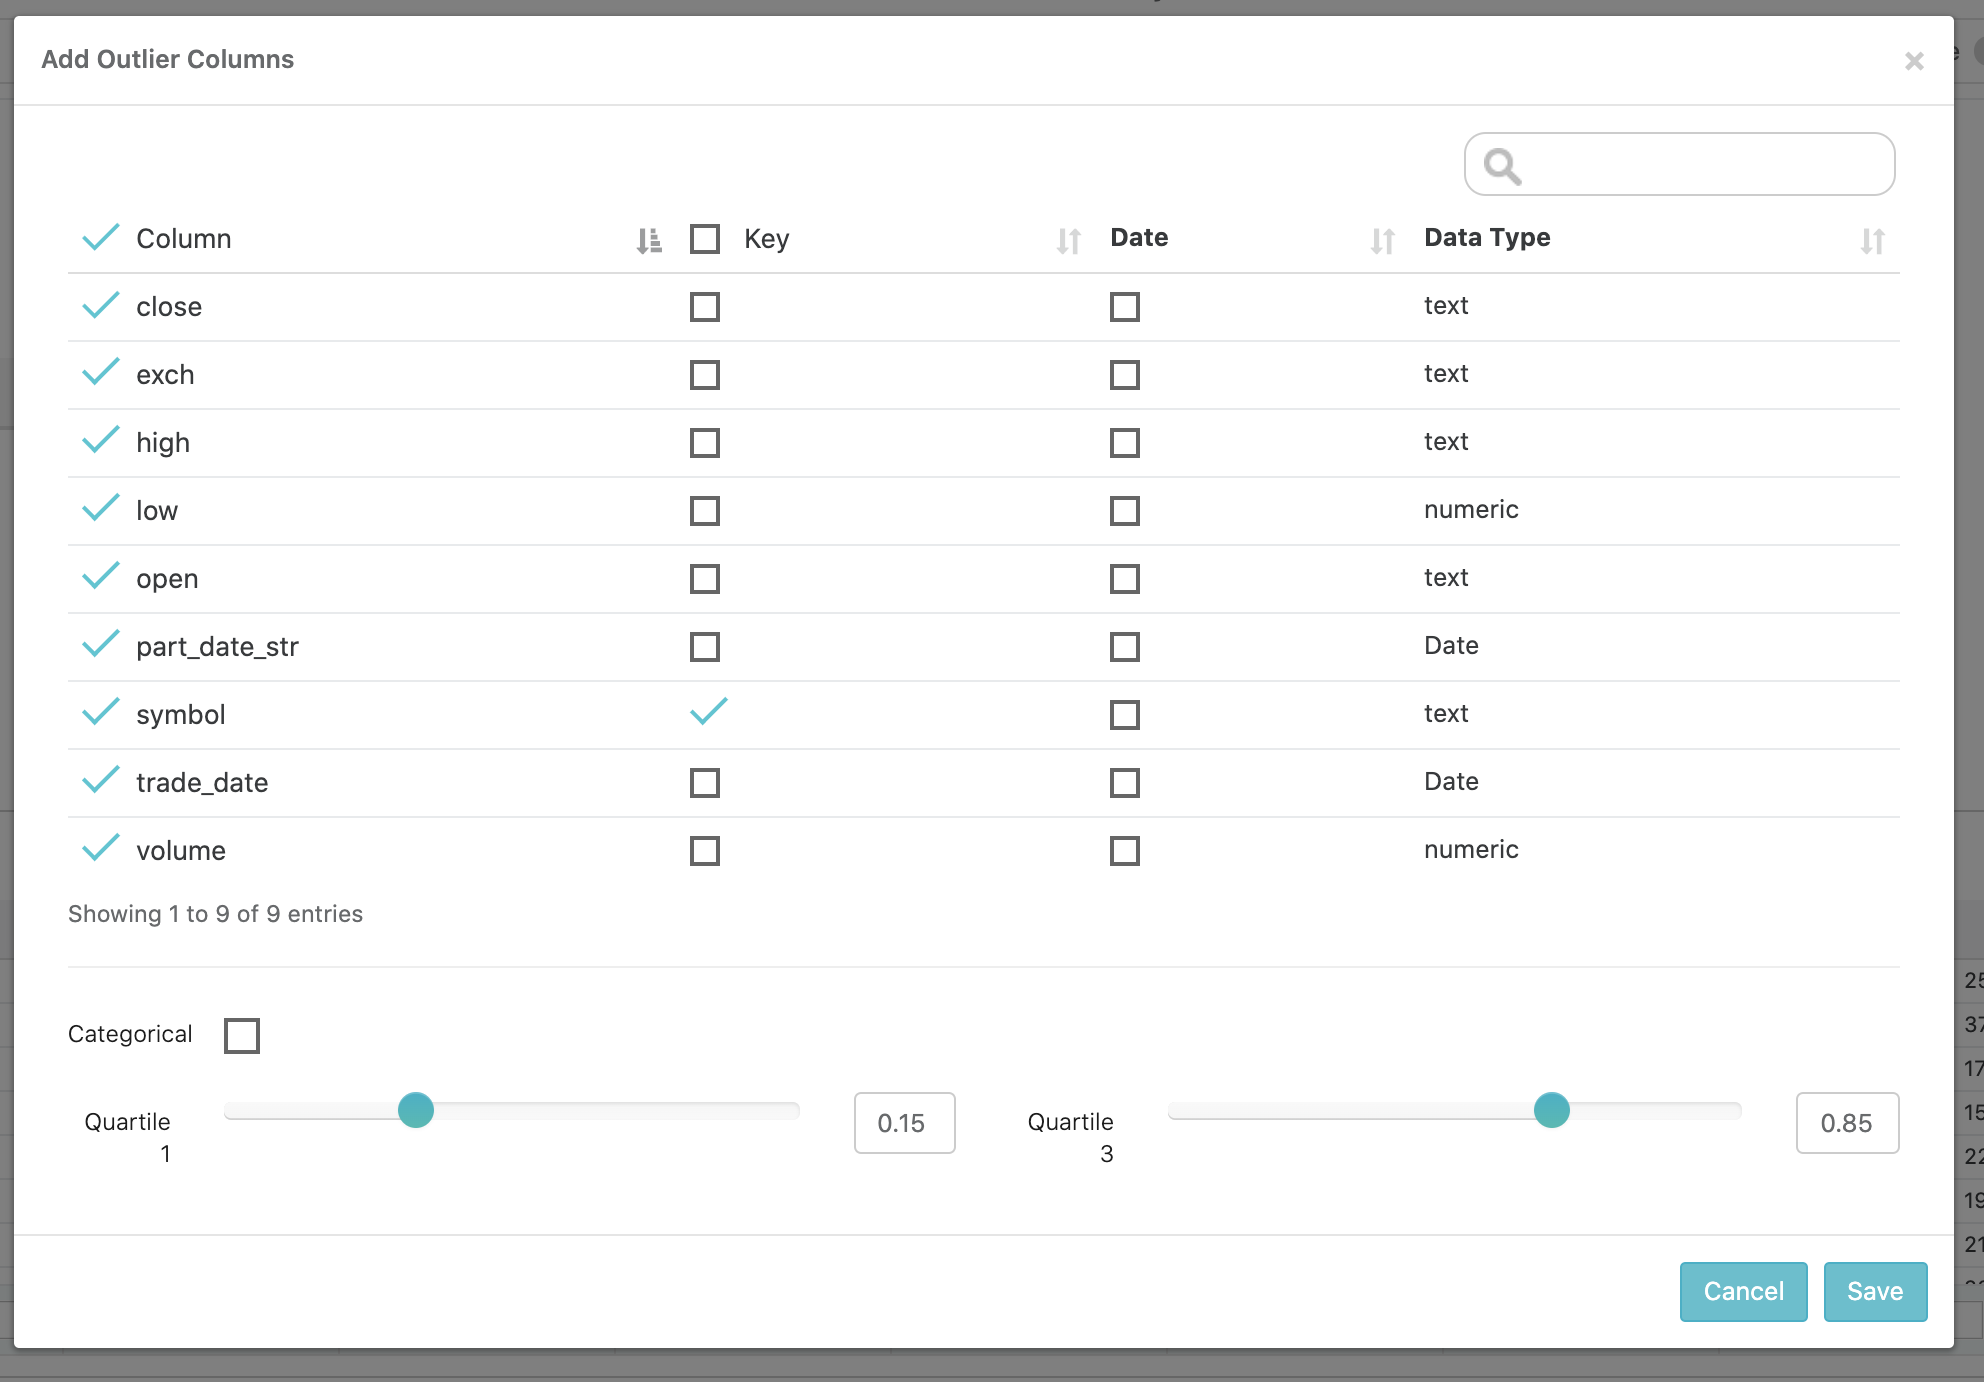 Add Outlier Columns
×
Column Key Date Data Type
close text
exch text
high text
low numeric
open text
part_date_str Date
symbol text
trade_date Date
volume numeric
Showing 1 to 9 of 9 entries
Categorical
Quartile 1 0.15 Quartile 3 0.85
Cancel Save